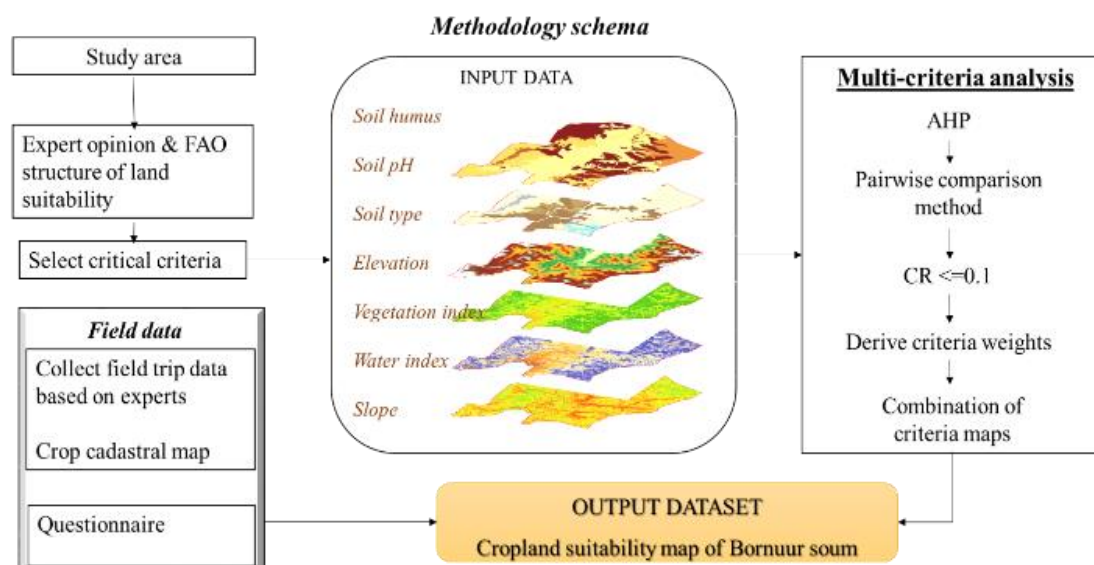 Methodology schema
Study area
Expert opinion & FAO
structure of land
suitability
Select critical criteria
Field data
Collect field trip data
based on experts
Crop cadastral map
Questionnaire
INPUT DATA
Soil humus
Soil pH
Soil type
Elevation
Vegetation index
Water index
Slope
Multi-criteria analysis
AHP
Pairwise comparison
method
CR <=0.1
Derive criteria weights
Combination of
criteria maps
OUTPUT DATASET
Cropland suitability map of Bornuur soum